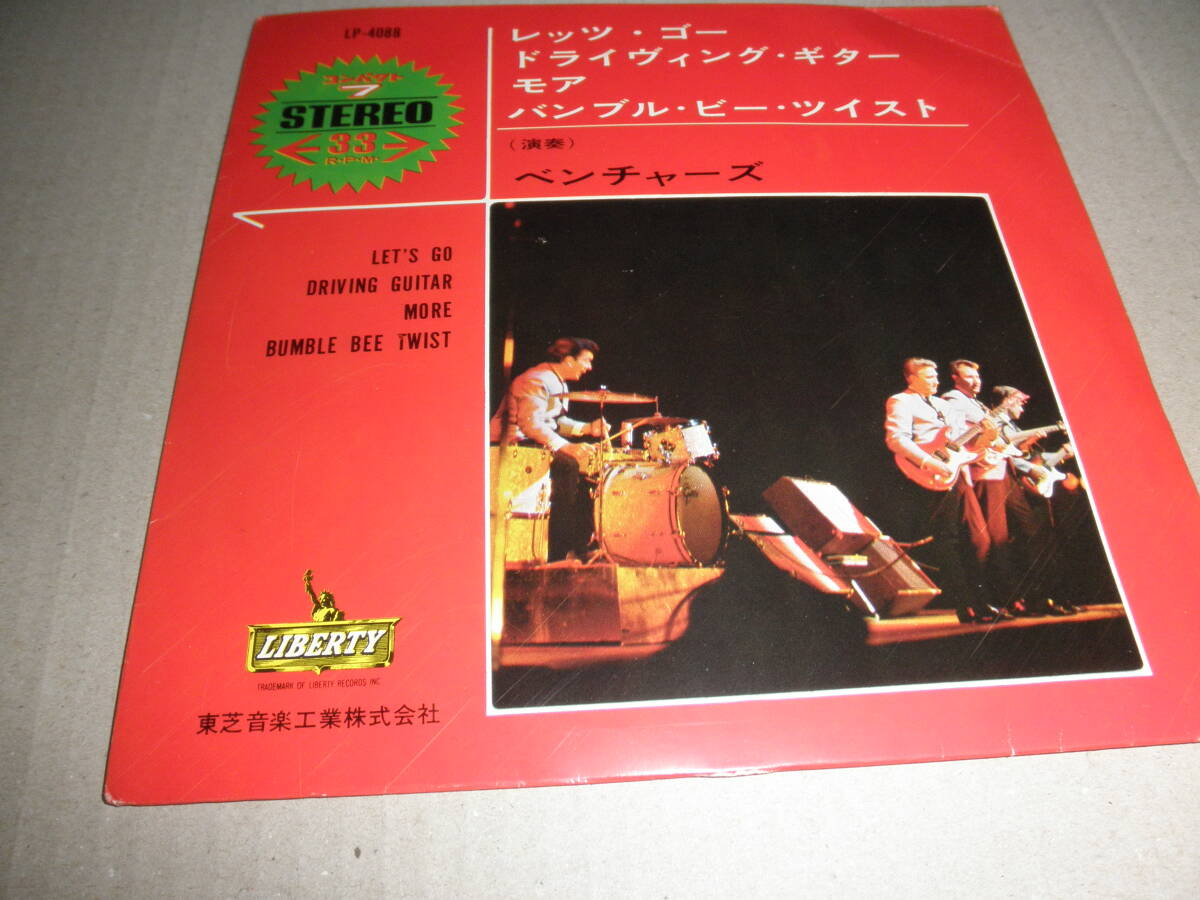 LP-4088
コンパクト
7
STEREO
33
R・P・M・
レッツ・ゴー
ドライヴィング・ギター
モア
バンブル・ビー・ツイスト
(演奏)
ベンチャーズ
LET'S GO
DRIVING GUITAR
MORE
BUMBLE BEE TWIST
LIBERTY
TRADEMARK OF LIBERTY RECORDS INC
東芝音楽工業株式会社